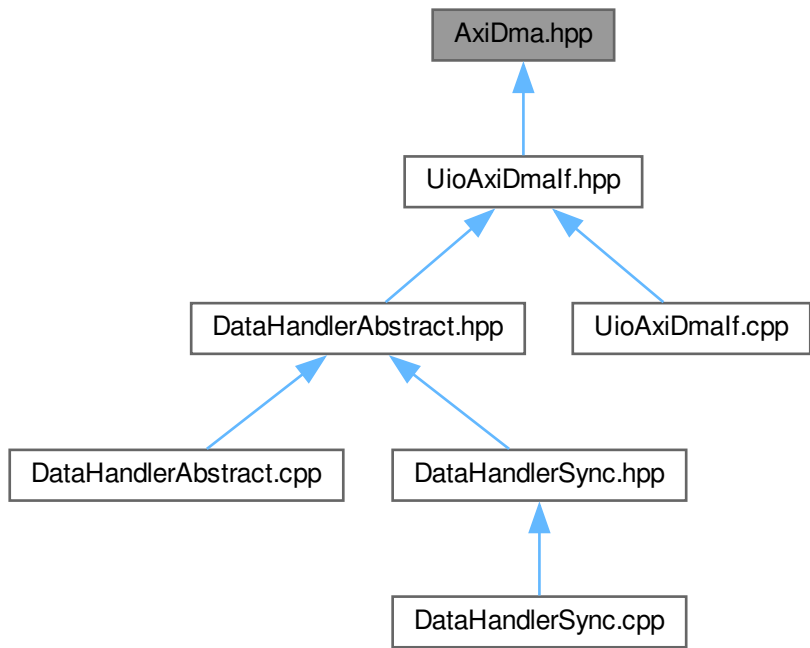 AxiDma.hpp
UioAxiDmaIf.hpp
DataHandlerAbstract.hpp
UioAxiDmaIf.cpp
DataHandlerAbstract.cpp
DataHandlerSync.hpp
DataHandlerSync.cpp